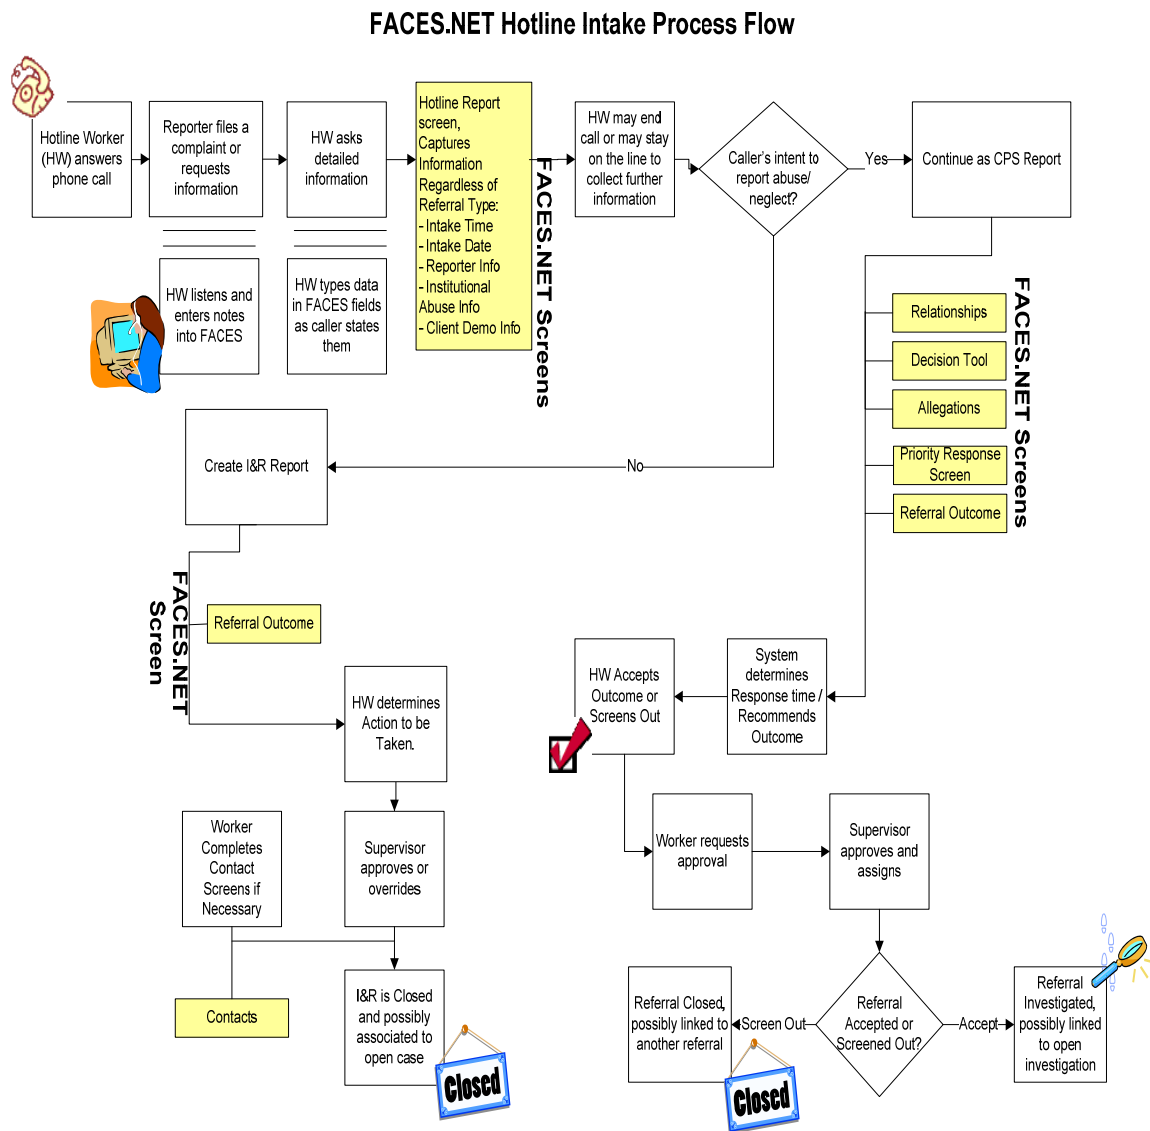 FACES.NET Hotline Intake Process Flow
Hotline Worker
(HW) answers
phone call
Reporter files a
complaint or
requests
information
HW asks
detailed
information
Hotline Report
screen,
Captures
Information
Regardless of
Referral Type:
- Intake Time
- Intake Date
- Reporter Info
- Institutional
Abuse Info
- Client Demo Info
FACES.NET Screens
HW may end
call or may stay
on the line to
collect further
information
Caller's intent to
report abuse/
neglect?
Yes
Continue as CPS Report
HW listens and
enters notes
into FACES
HW types data
in FACES fields
as caller states
them
Relationships
Decision Tool
Allegations
Priority Response
Screen
Referral Outcome
FACES.NET Screens
No
Create I&R Report
FACES.NET
Screen
Referral Outcome
HW determines
Action to be
Taken.
HW Accepts
Outcome or
Screens Out
System
determines
Response time /
Recommends
Outcome
Worker
Completes
Contact
Screens if
Necessary
Supervisor
approves or
overrides
Worker requests
approval
Supervisor
approves and
assigns
Contacts
I&R is Closed
and possibly
associated to
open case
Closed
Referral Closed,
possibly linked to
another referral
Closed
Screen Out
Referral
Accepted or
Screened Out?
Accept
Referral
Investigated,
possibly linked
to open
investigation